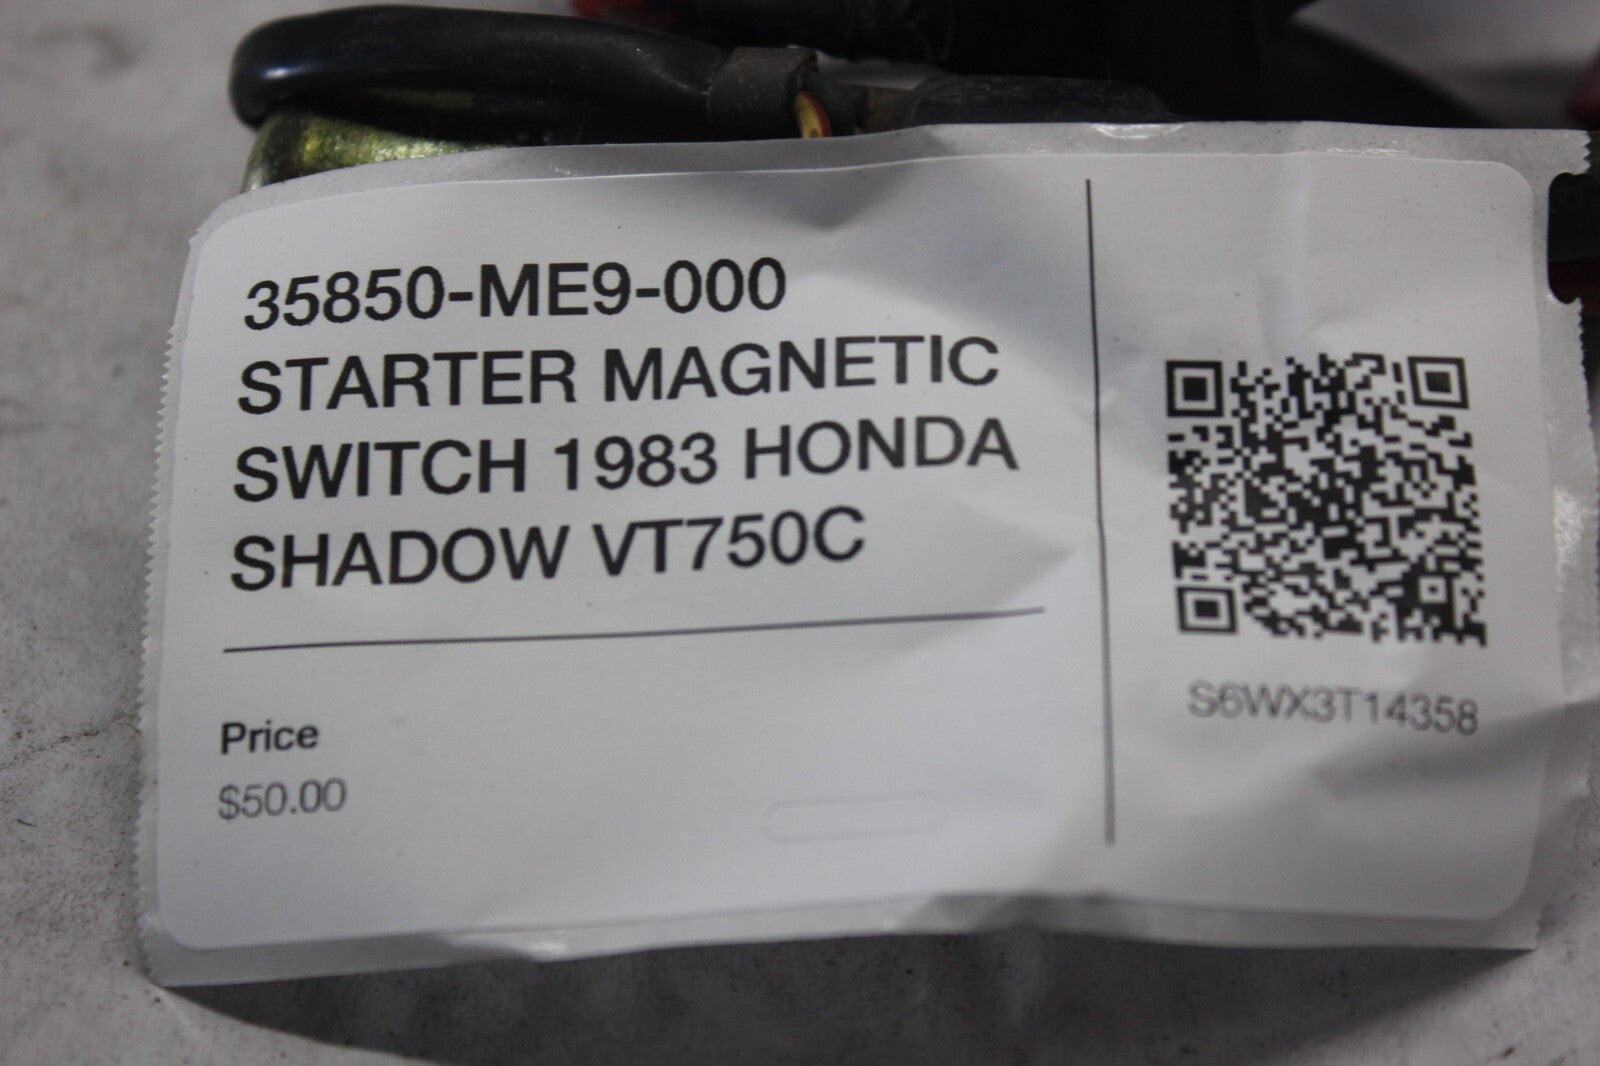 35850-ME9-000
STARTER MAGNETIC
SWITCH 1983 HONDA
SHADOW VT750C
Price
$50.00
S6WX3T14358